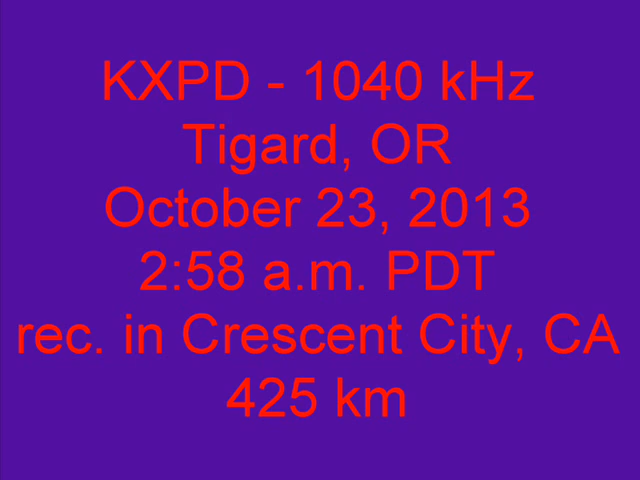 KXPD - 1040 kHz
Tigard, OR
October 23, 2013
2:58 a.m. PDT
rec. in Crescent City, CA
425 km